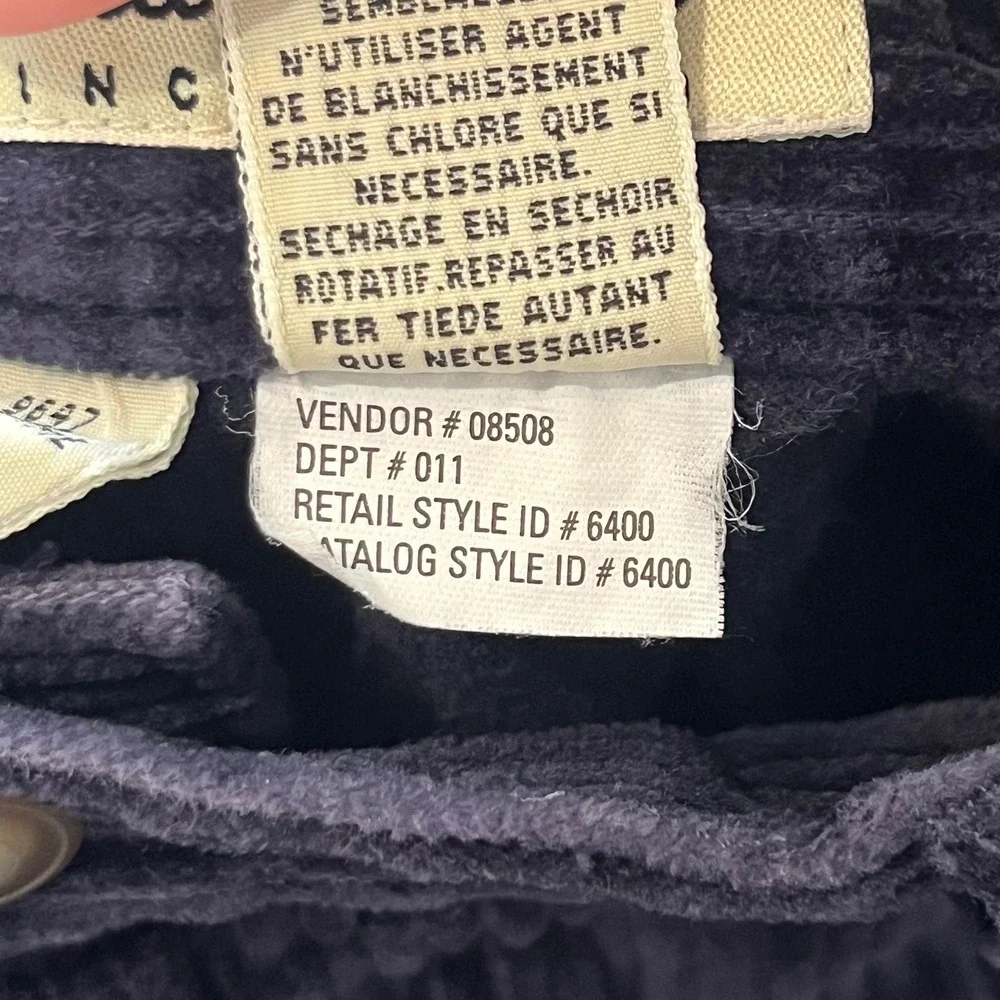 INC
N'UTILISER AGENT
DE BLANCHISSEMENT
SANS CHLORE QUE SI
NECESSAIRE.
SECHAGE EN SECHOIR
ROTATIF.REPASSER AU
FER TIEDE AUTANT
QUE NECESSAIRE.
9697
VENDOR # 08508
DEPT # 011
RETAIL STYLE ID # 6400
ATALOG STYLE ID # 6400